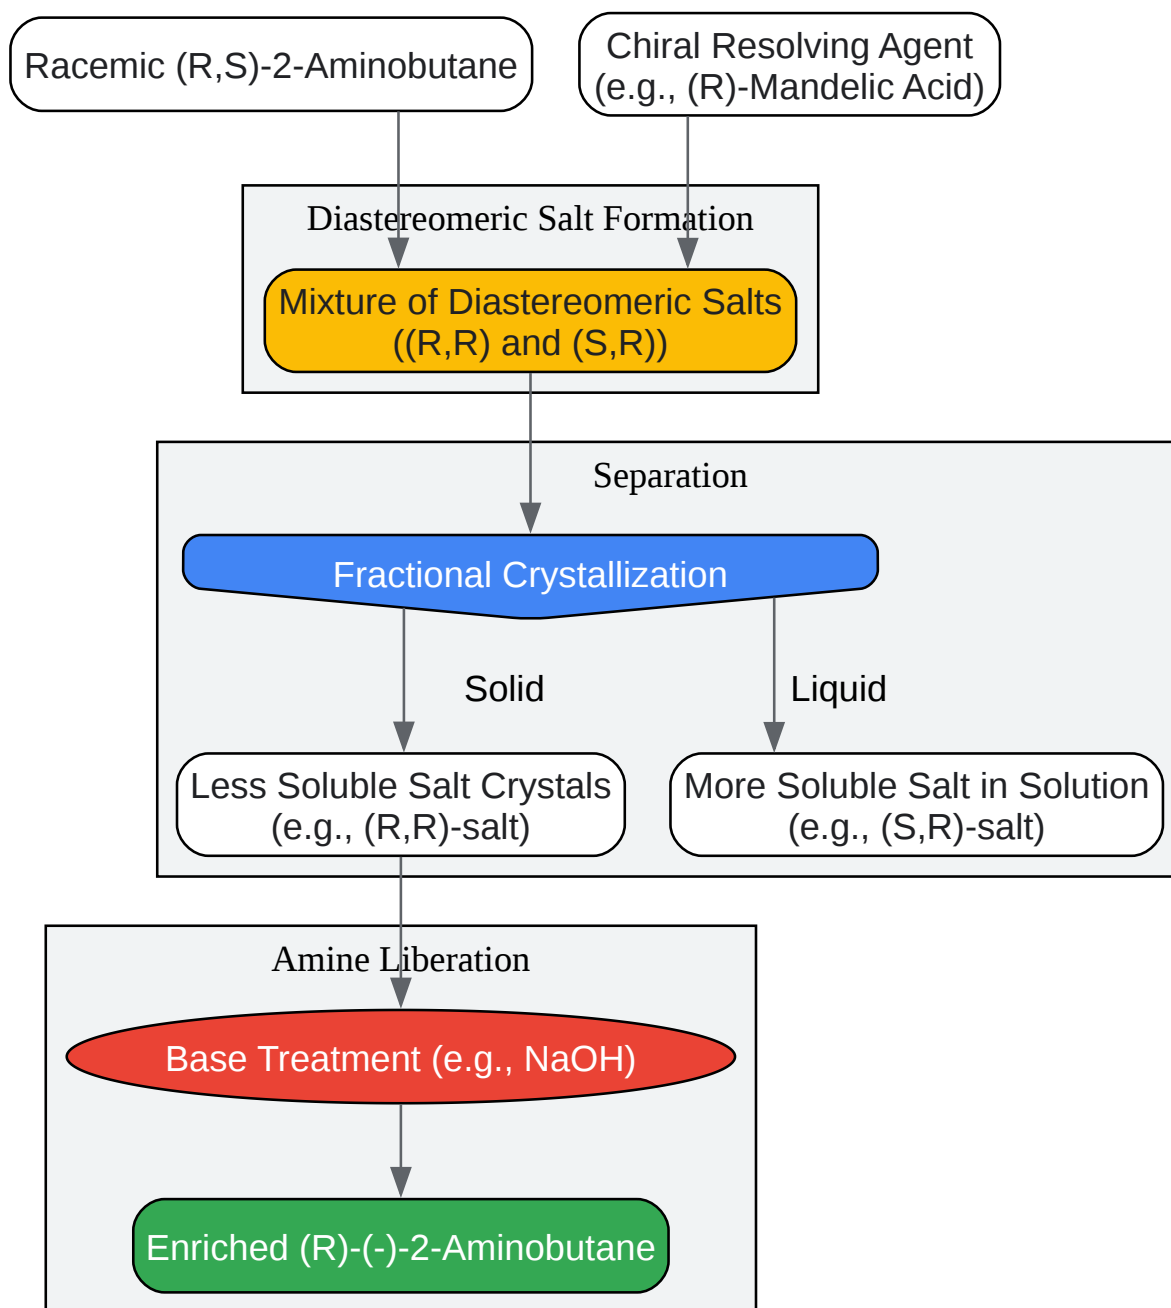 Racemic (R,S)-2-Aminobutane
Chiral Resolving Agent
(e.g., (R)-Mandelic Acid)
Diastereomeric Salt Formation
Mixture of Diastereomeric Salts
((R,R) and (S,R))
Separation
Fractional Crystallization
Solid
Liquid
Less Soluble Salt Crystals
(e.g., (R,R)-salt)
More Soluble Salt in Solution
(e.g., (S,R)-salt)
Amine Liberation
Base Treatment (e.g., NaOH)
Enriched (R)-(-)-2-Aminobutane